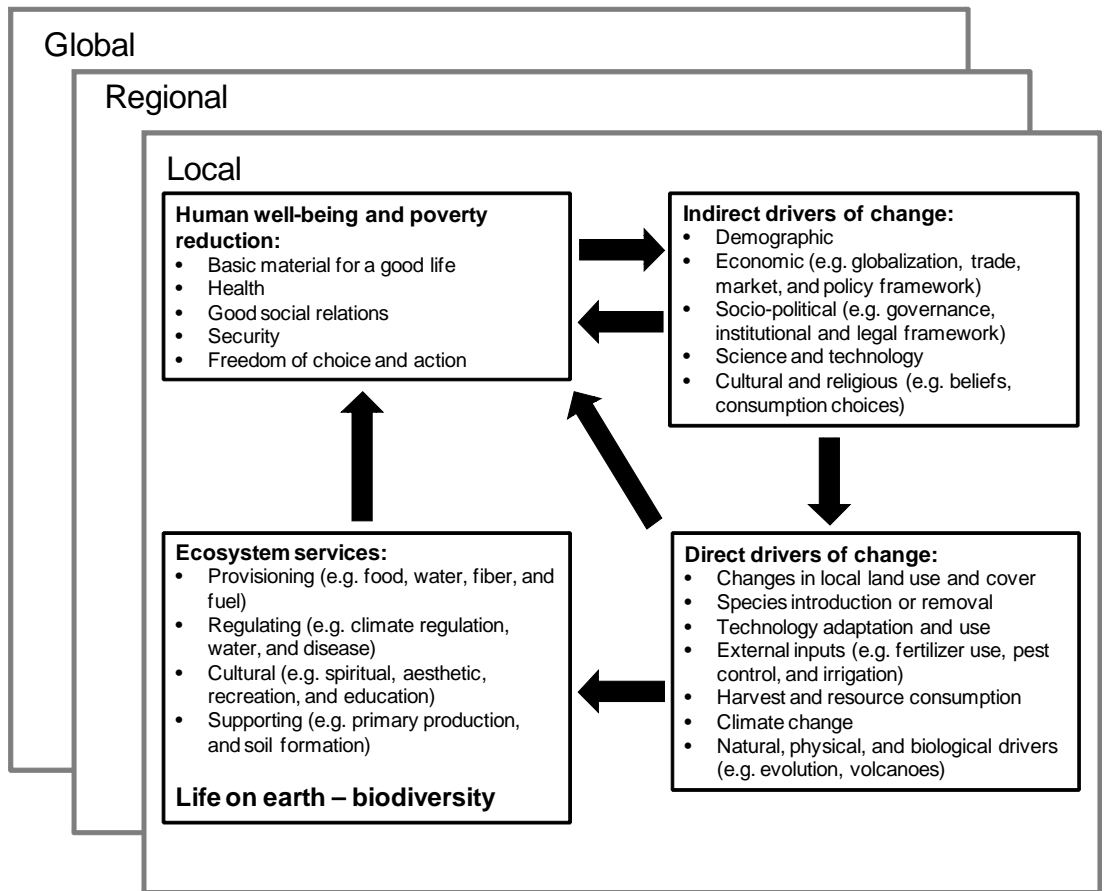 Global
Regional
Local
Human well-being and poverty
reduction:
• Basic material for a good life
• Health
• Good social relations
• Security
• Freedom of choice and action
Indirect drivers of change:
• Demographic
• Economic (e.g. globalization, trade,
market, and policy framework)
• Socio-political (e.g. governance,
institutional and legal framework)
• Science and technology
• Cultural and religious (e.g. beliefs,
consumption choices)
Ecosystem services:
• Provisioning (e.g. food, water, fiber, and
fuel)
• Regulating (e.g. climate regulation,
water, and disease)
• Cultural (e.g. spiritual, aesthetic,
recreation, and education)
• Supporting (e.g. primary production,
and soil formation)
Life on earth – biodiversity
Direct drivers of change:
• Changes in local land use and cover
• Species introduction or removal
• Technology adaptation and use
• External inputs (e.g. fertilizer use, pest
control, and irrigation)
• Harvest and resource consumption
• Climate change
• Natural, physical, and biological drivers
(e.g. evolution, volcanoes)